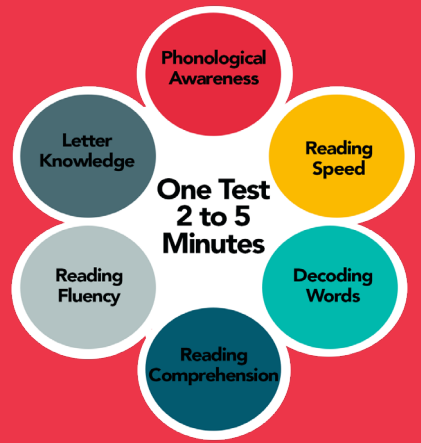 Phonological
Awareness
Reading
Speed
Decoding
Words
Reading
Comprehension
Reading
Fluency
Letter
Knowledge
One Test
2 to 5
Minutes